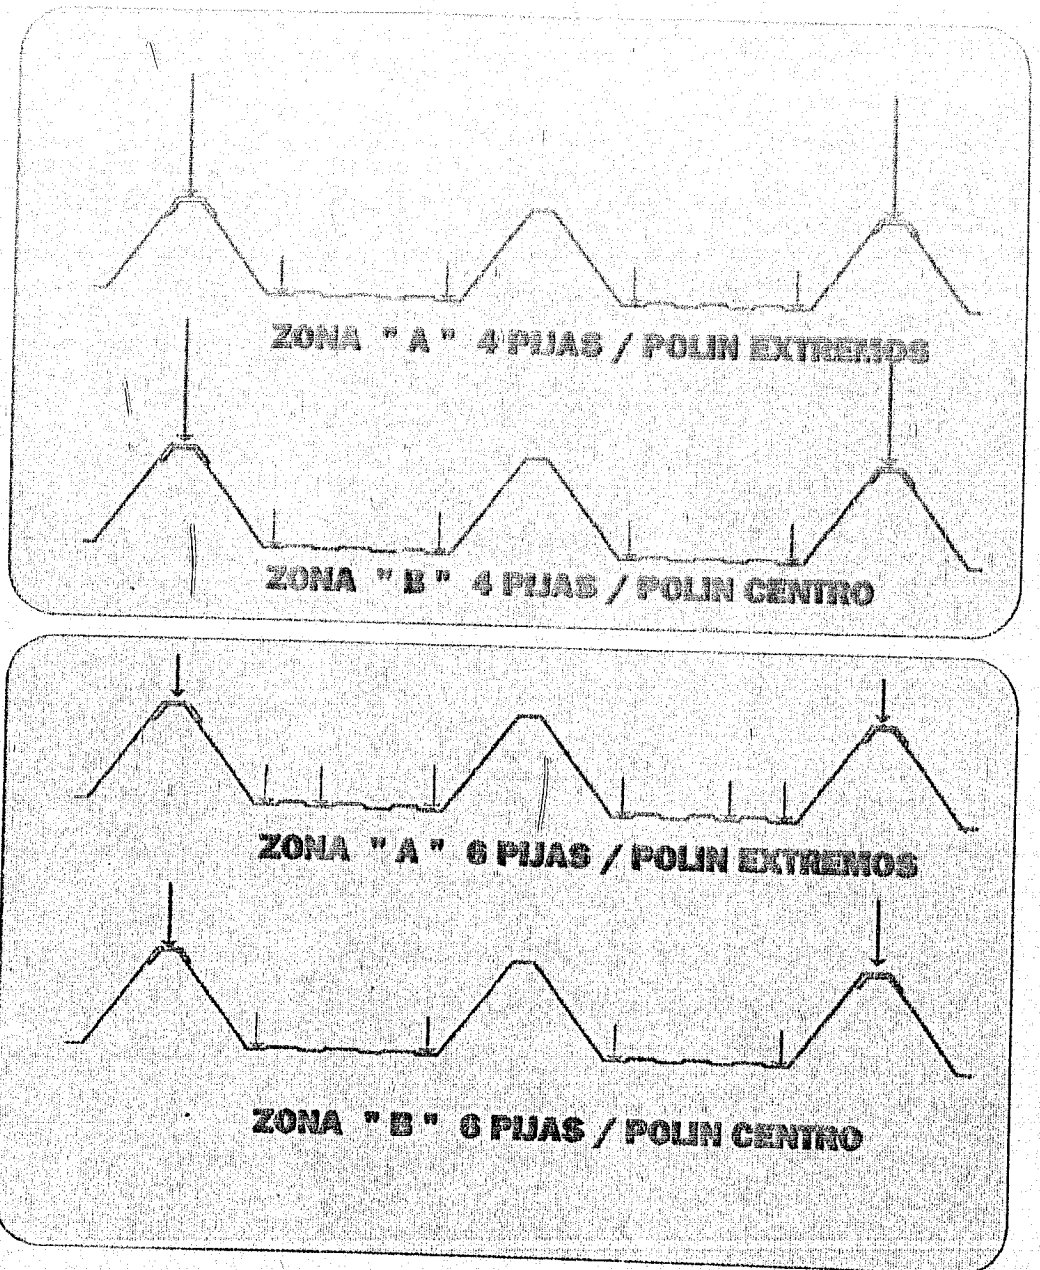 ZONA "A" 4 PIJAS / POLIN EXTREMOS
ZONA "B" 4 PIJAS / POLIN CENTRO
ZONA "A" 6 PIJAS / POLIN EXTREMOS
ZONA "B" 6 PIJAS / POLIN CENTRO